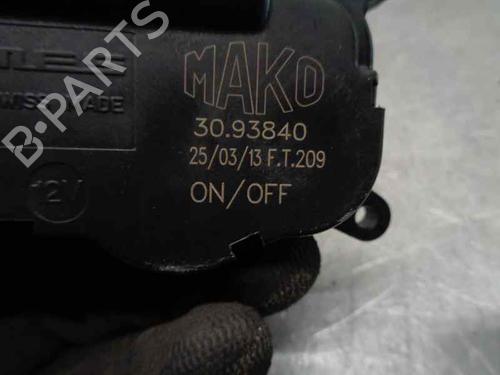 MAKO
30.93840
25/03/13 F.T.209
ON/OFF
12V
B-PARTS